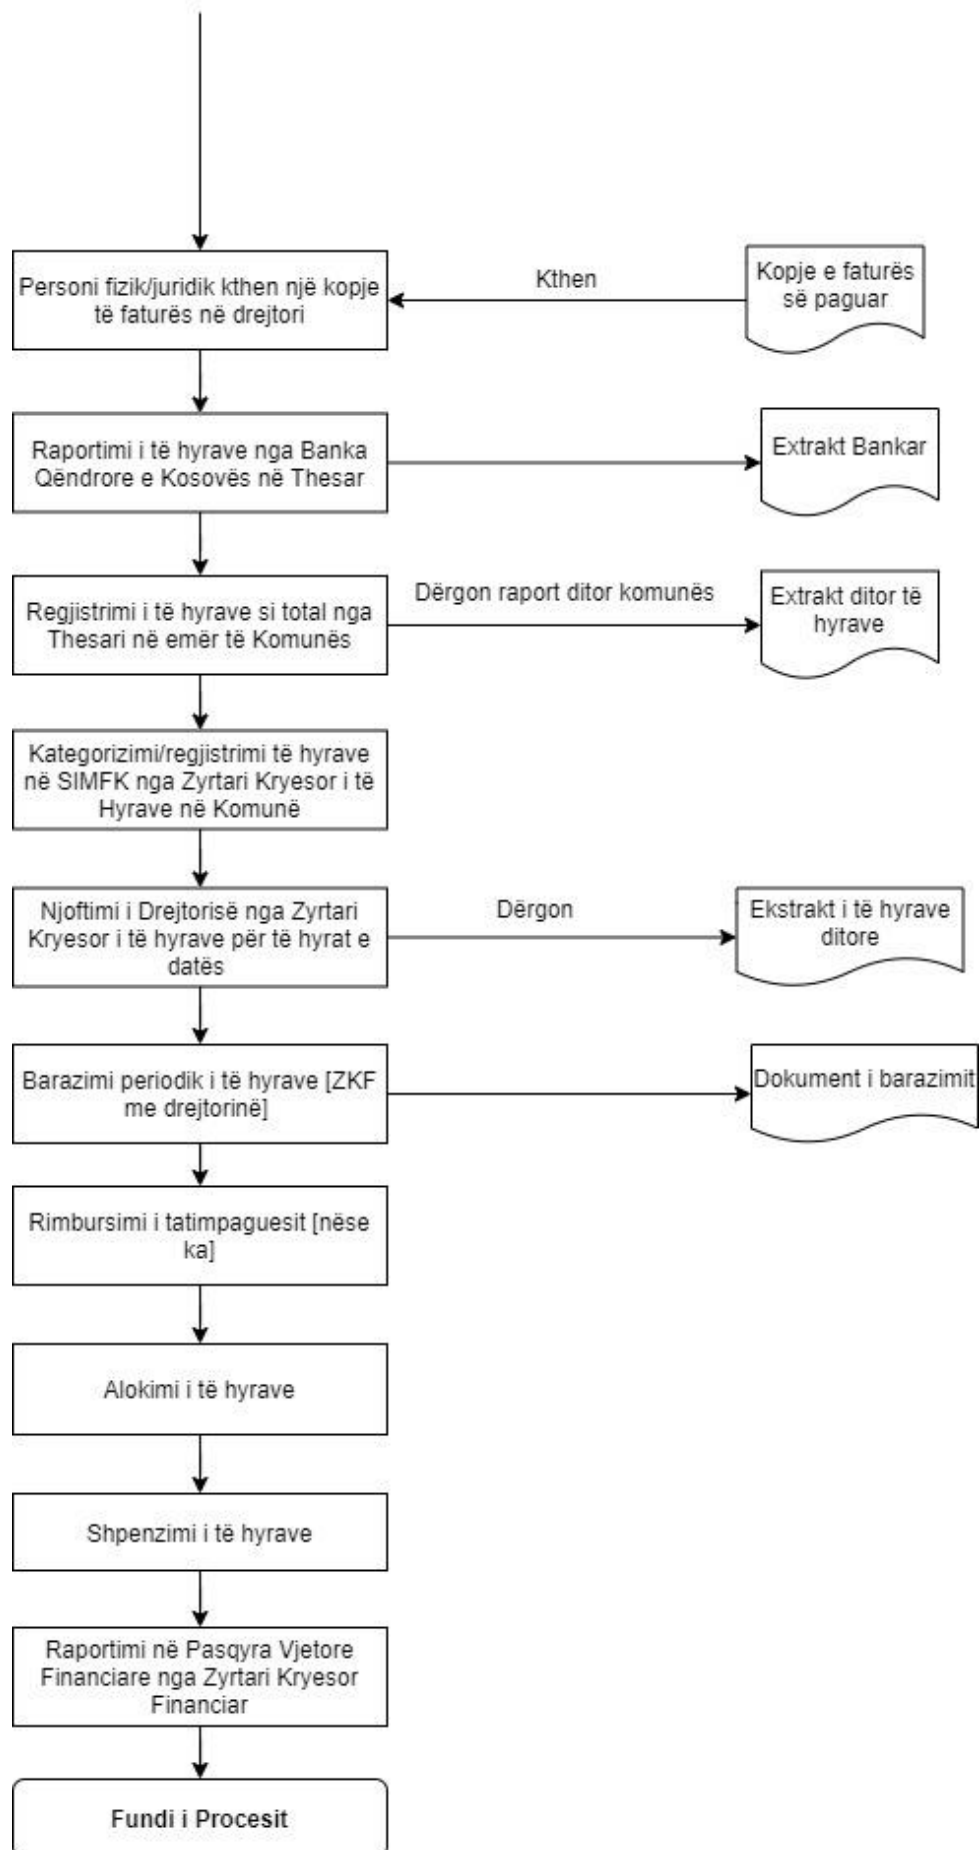 Personi fizik/juridik kthen një kopje
të faturës në drejtori
Kthen
Kopje e faturës
së paguar
Raportimi i të hyrave nga Banka
Qëndrore e Kosovës në Thesar
Extrakt Bankar
Regjistrimi i të hyrave si total nga
Thesari në emër të Komunës
Dërgon raport ditor komunës
Extrakt ditor të
hyrave
Kategorizimi/regjistrimi të hyrave
në SIMFK nga Zyrtari Kryesor i të
Hyrave në Komunë
Njoftimi i Drejtorisë nga Zyrtari
Kryesor i të hyrave për të hyrat e
datës
Dërgon
Ekstrakt i të hyrave
ditore
Barazimi periodik i të hyrave [ZKF
me drejtorinë]
Dokument i barazimit
Rimbursimi i tatimpaguesit [nëse
ka]
Alokimi i të hyrave
Shpenzimi i të hyrave
Raportimi në Pasqyra Vjetore
Financiare nga Zyrtari Kryesor
Financiar
Fundi i Procesit